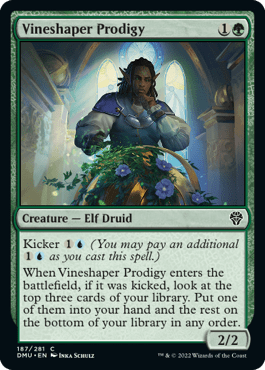 Vineshaper Prodigy 1
Creature — Elf Druid
Kicker 1 (You may pay an additional
1 as you cast this spell.)
When Vineshaper Prodigy enters the
battlefield, if it was kicked, look at the
top three cards of your library. Put one
of them into your hand and the rest on
the bottom of your library in any order.
2/2
187/281 C
DMU • EN Inka Schulz
™ & © 2022 Wizards of the Coast